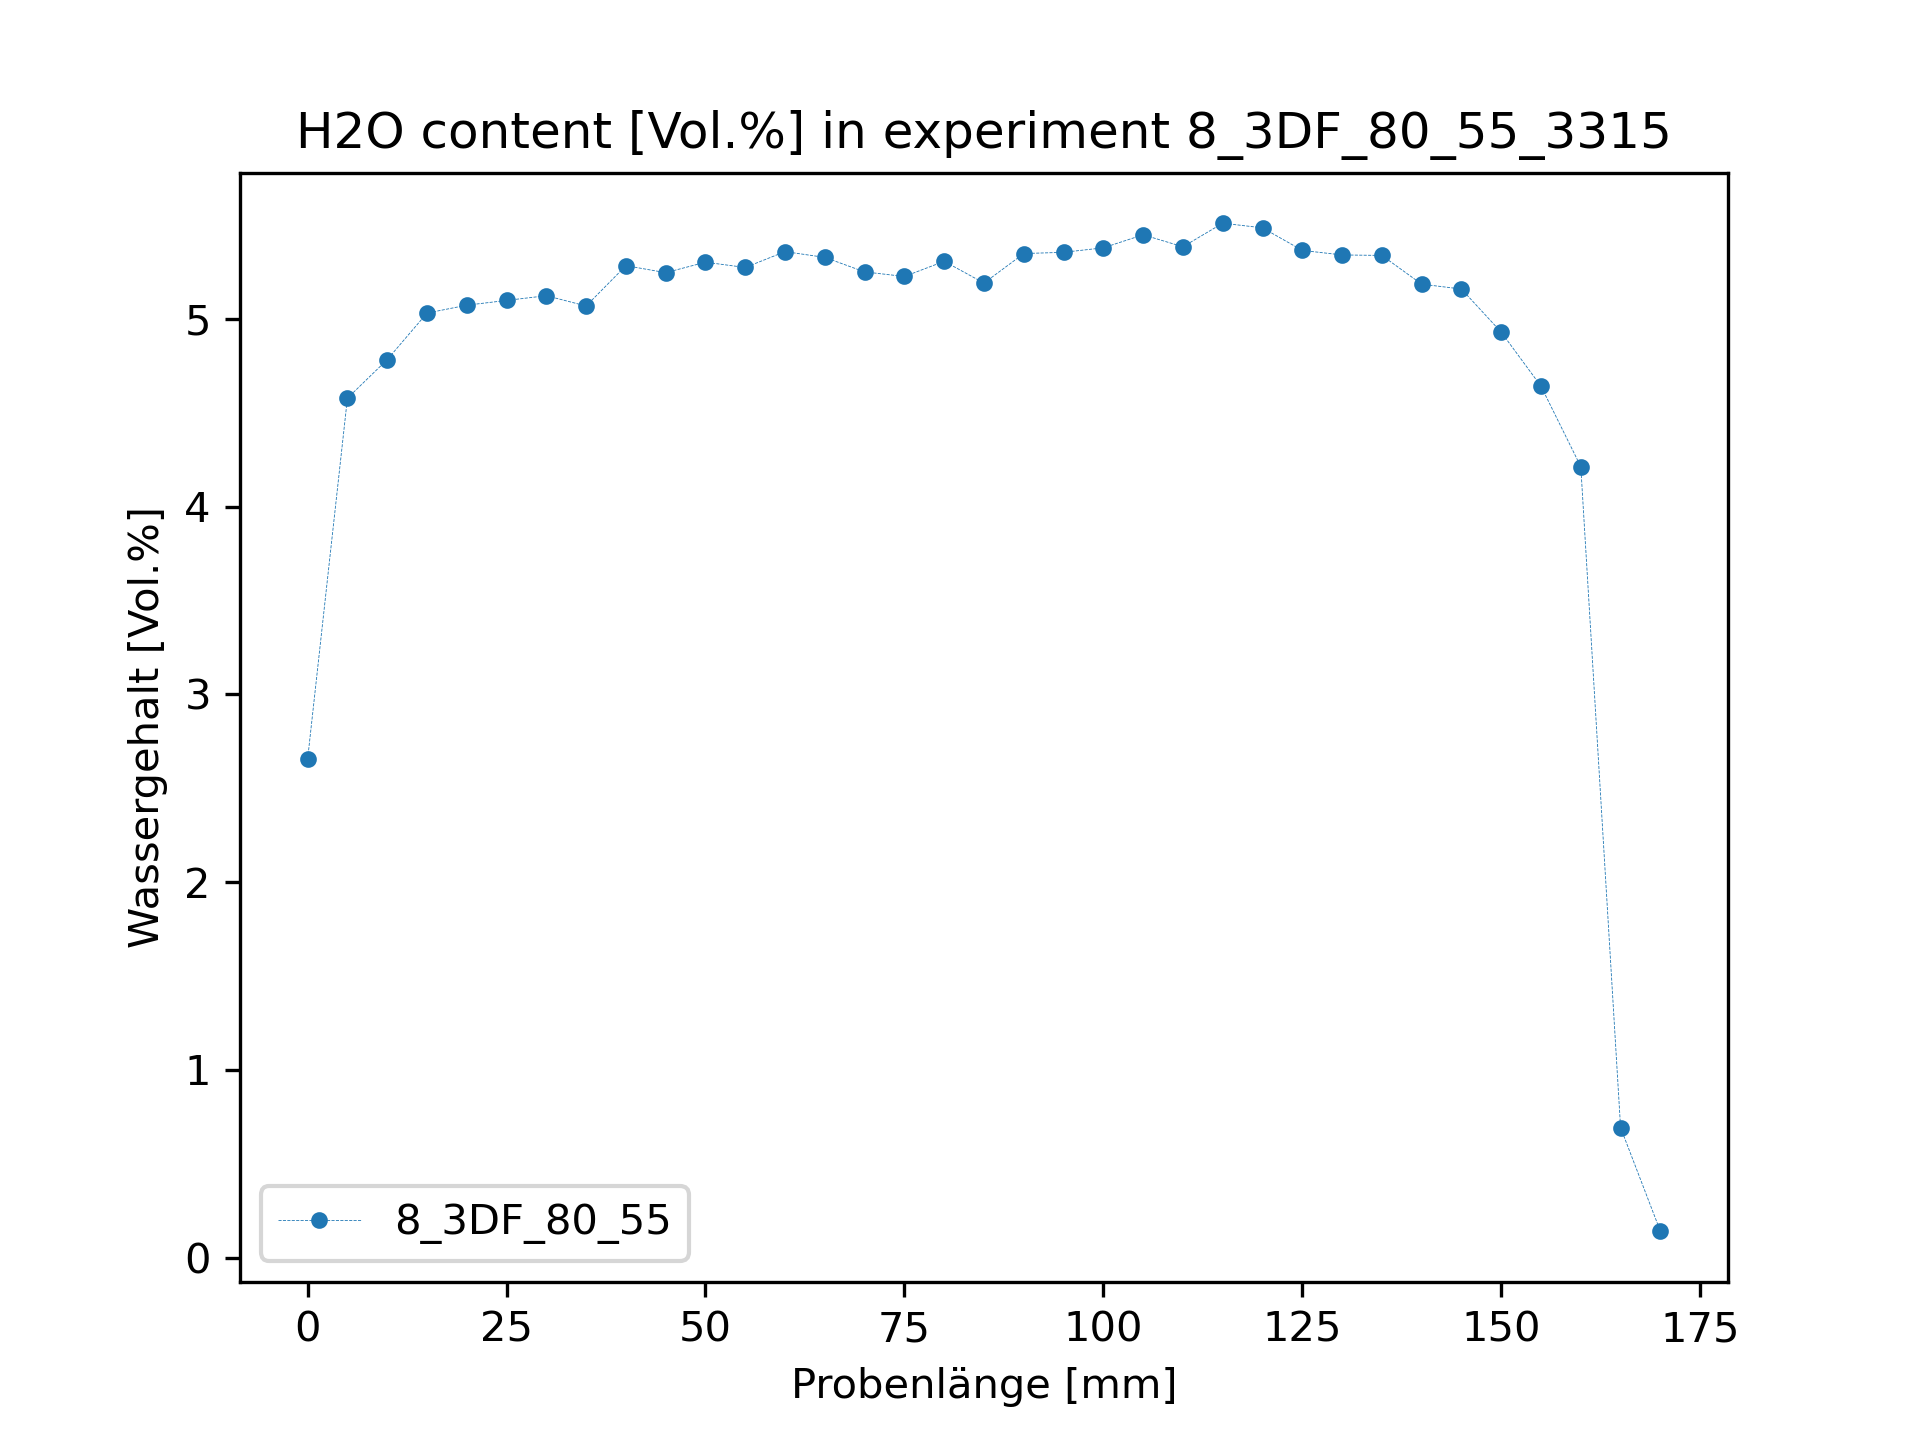 H2O content [Vol.%] in experiment 8_3DF_80_55_3315
Wassergehalt [Vol.%]
5
4
3
2
1
0
8_3DF_80_55
0 25 50 75 100 125 150 175
Probenlänge [mm]